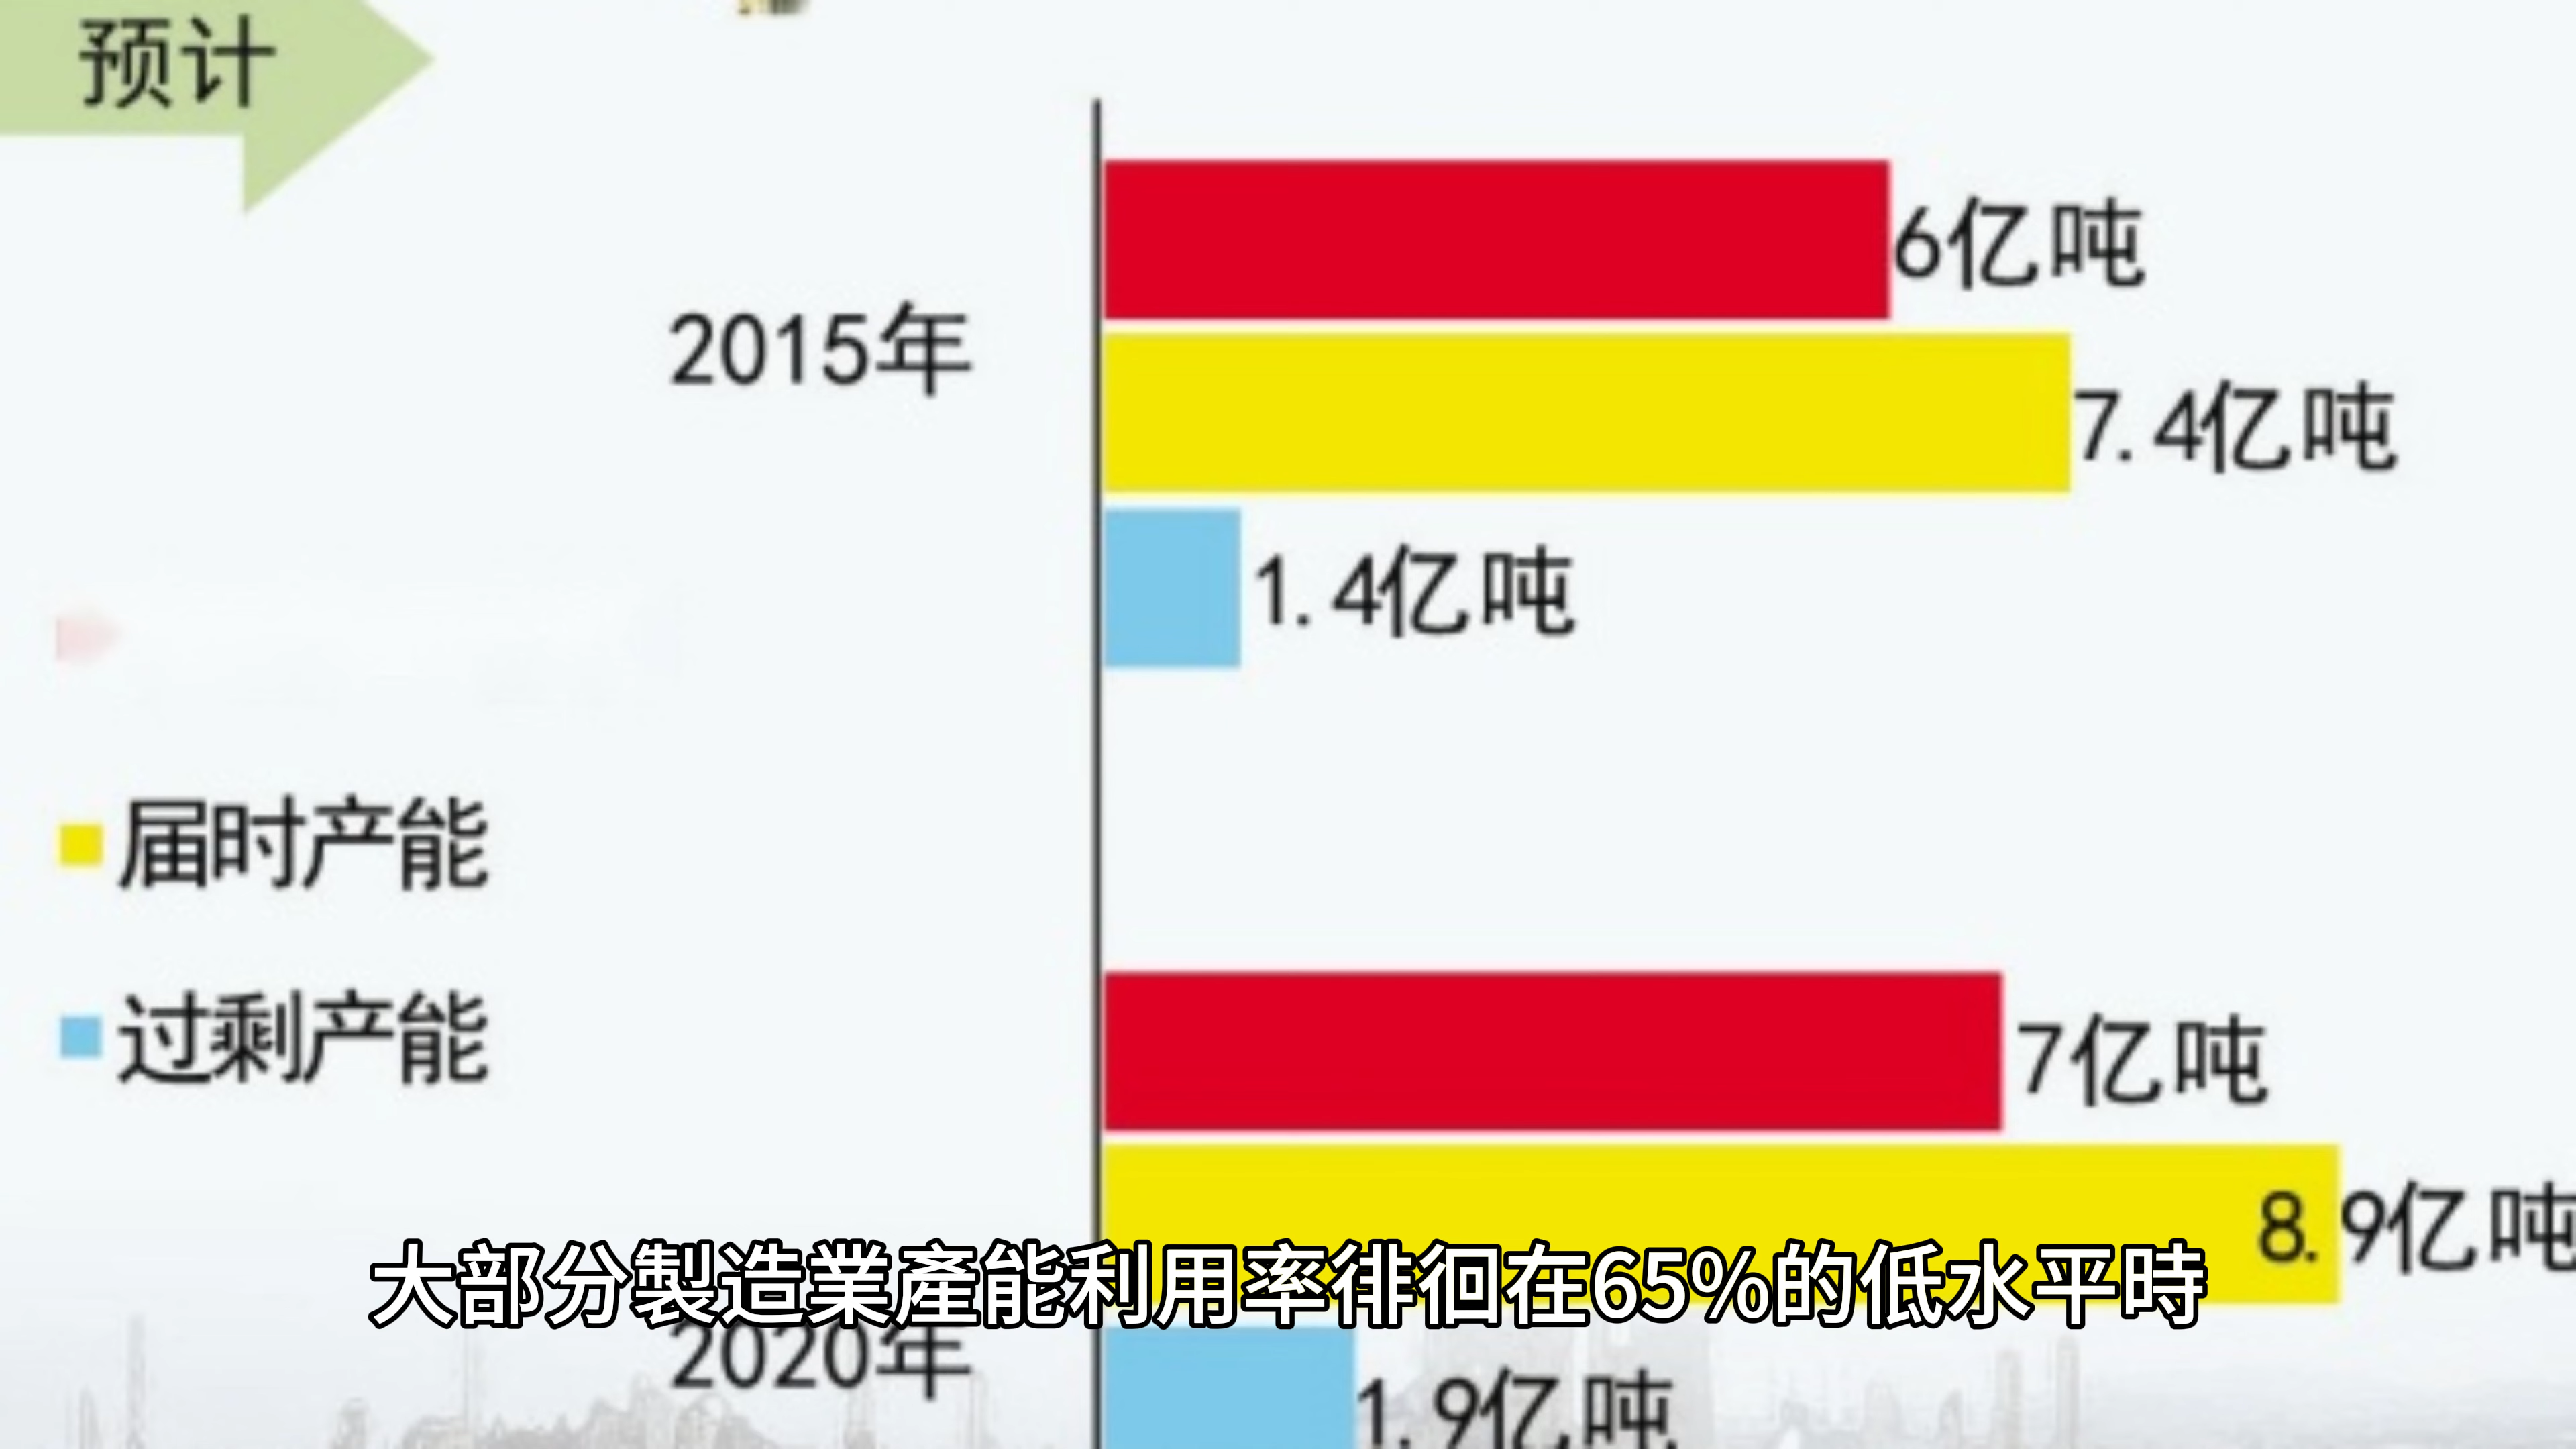 预计
6亿吨
2015年
7.4亿吨
1.4亿吨
届时产能
过剩产能
7亿吨
8.9亿吨
大部分製造業產能利用率徘徊在65%的低水平時
2020年
1.9亿吨